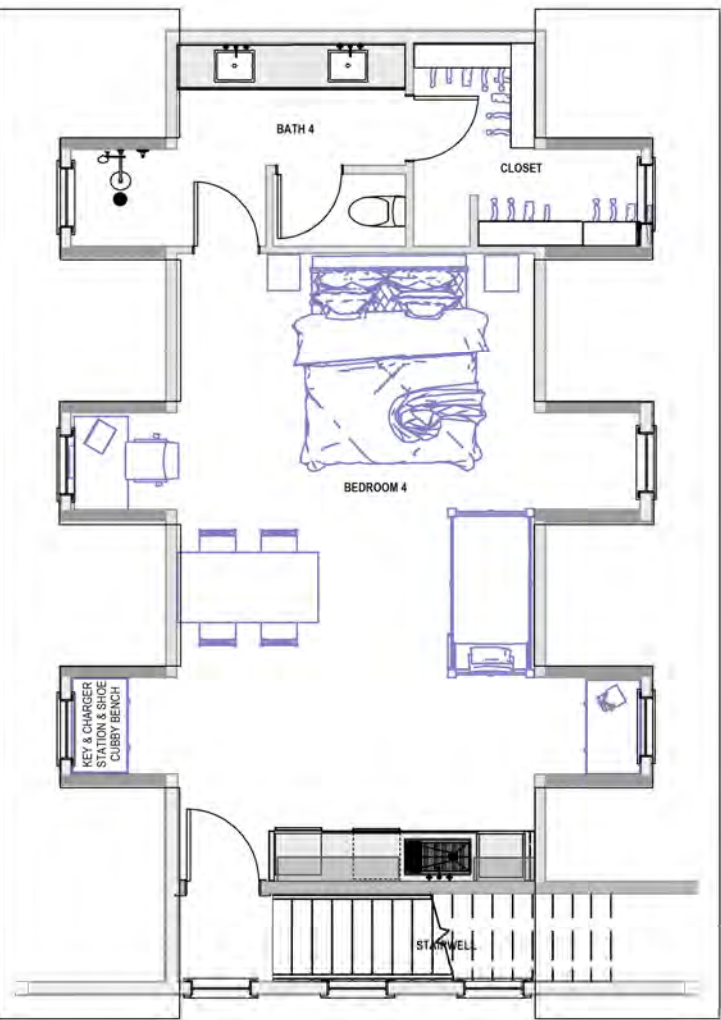 BATH 4
CLOSET
BEDROOM 4
KEY & CHARGER
STATION & SHOE
CUBBY BENCH
STAIRWELL